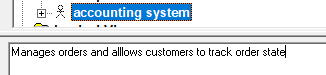 accounting system
Manages orders and alllows customers to track order state